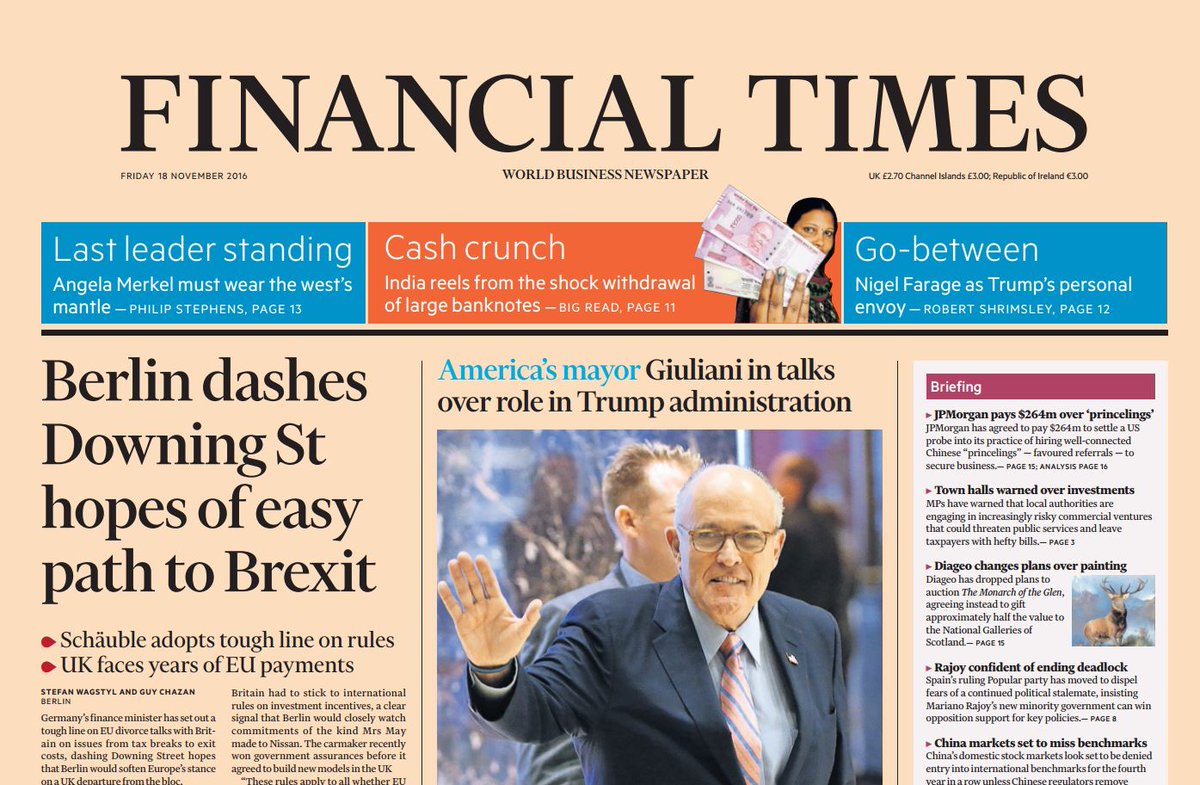 FINANCIAL TIMES
FRIDAY 18 NOVEMBER 2016
WORLD BUSINESS NEWSPAPER
UK £2.70 Channel Islands £3.00; Republic of Ireland €3.00
Last leader standing
Angela Merkel must wear the west's
mantle — PHILIP STEPHENS, PAGE 13
Cash crunch
India reels from the shock withdrawal
of large banknotes — BIG READ, PAGE 11
Go-between
Nigel Farage as Trump's personal
envoy — ROBERT SHRIMSLEY, PAGE 12
Berlin dashes
Downing St
hopes of easy
path to Brexit
Schäuble adopts tough line on rules
UK faces years of EU payments
STEFAN WAGSTYL AND GUY CHAZAN
BERLIN
Germany's finance minister has set out a
tough line on EU divorce talks with Brit-
ain on issues from tax breaks to exit
costs, dashing Downing Street hopes
that Berlin would soften Europe's stance
on a UK departure from the bloc.
Britain had to stick to international
rules on investment incentives, a clear
signal that Berlin would closely watch
commitments of the kind Mrs May
made to Nissan. The carmaker recently
won government assurances before it
agreed to build new models in the UK
"These rules apply to all whether EU
America's mayor Giuliani in talks
over role in Trump administration
Briefing
JPMorgan pays $264m over 'princelings'
JPMorgan has agreed to pay $264m to settle a US
probe into its practice of hiring well-connected
Chinese "princelings" — favoured referrals — to
secure business.— PAGE 15; ANALYSIS PAGE 16
Town halls warned over investments
MPs have warned that local authorities are
engaging in increasingly risky commercial ventures
that could threaten public services and leave
taxpayers with hefty bills.— PAGE 3
Diageo changes plans over painting
Diageo has dropped plans to
auction The Monarch of the Glen,
agreeing instead to gift
approximately half the value to
the National Galleries of
Scotland.— PAGE 15
Rajoy confident of ending deadlock
Spain's ruling Popular party has moved to dispel
fears of a continued political stalemate, insisting
Mariano Rajoy's new minority government can win
opposition support for key policies.— PAGE 8
China markets set to miss benchmarks
China's domestic stock markets look set to be denied
entry into international benchmarks for the fourth
year in a row unless Chinese regulators remove